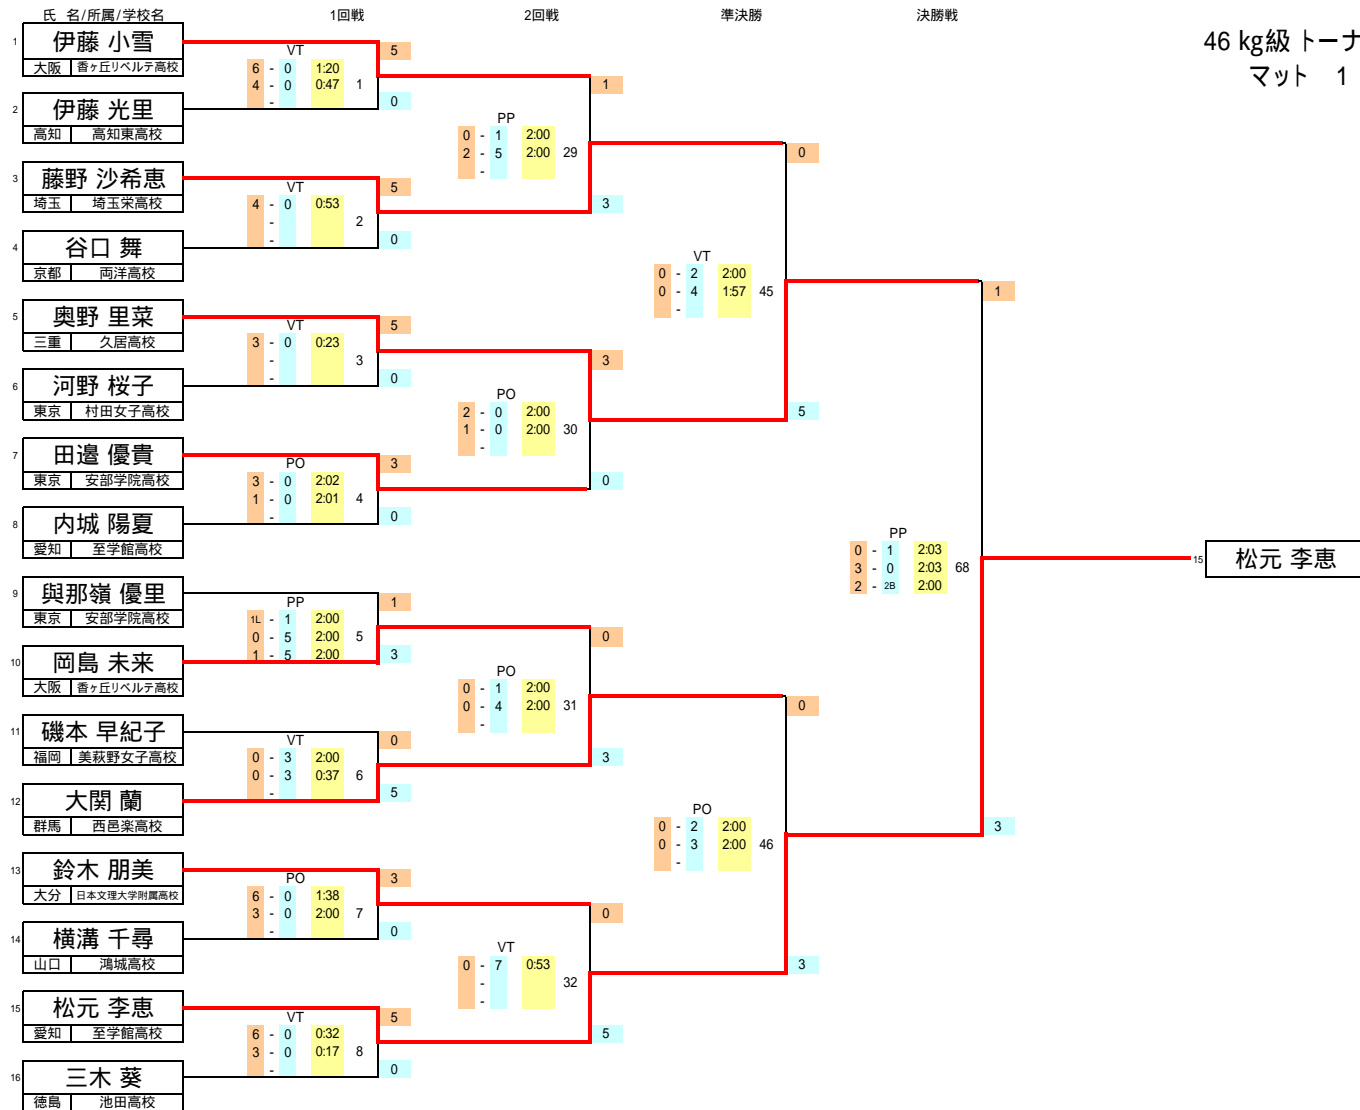 氏 名/所属/学校名 1回戦 2回戦 準決勝 決勝戦
46 kg級 トーナ
マット 1
1 伊藤 小雪
大阪 香ヶ丘リベルテ高校
VT 5
6 - 0 1:20
4 - 0 0:47 1
-
0
2 伊藤 光里
高知 高知東高校
1
PP
0 - 1 2:00
2 - 5 2:00 29
-
3
3 藤野 沙希恵
埼玉 埼玉栄高校
VT 5
4 - 0 0:53
- 2
-
0
4 谷口 舞
京都 両洋高校
0
VT
0 - 2 2:00
0 - 4 1:57 45
-
5
5 奥野 里菜
三重 久居高校
VT 5
3 - 0 0:23
- 3
-
0
6 河野 桜子
東京 村田女子高校
3
PO
2 - 0 2:00
1 - 0 2:00 30
-
0
7 田邉 優貴
東京 安部学院高校
PO 3
3 - 0 2:02
1 - 0 2:01 4
-
0
8 内城 陽夏
愛知 至学館高校
1
PP
0 - 1 2:03
3 - 0 2:03 68
2 - 2B 2:00
3
15 松元 李恵
9 與那嶺 優里
東京 安部学院高校
PP 1
1L - 1 2:00
0 - 5 2:00 5
1 - 5 2:00
3
10 岡島 未来
大阪 香ヶ丘リベルテ高校
0
PO
0 - 1 2:00
0 - 4 2:00 31
-
3
11 磯本 早紀子
福岡 美萩野女子高校
VT 0
0 - 3 2:00
0 - 3 0:37 6
-
5
12 大関 蘭
群馬 西邑楽高校
0
PO
0 - 2 2:00
0 - 3 2:00 46
-
3
13 鈴木 朋美
大分 日本文理大学附属高校
PO 3
6 - 0 1:38
3 - 0 2:00 7
-
0
14 横溝 千尋
山口 鴻城高校
0
VT
0 - 7 0:53
- 32
-
5
15 松元 李恵
愛知 至学館高校
VT 5
6 - 0 0:32
3 - 0 0:17 8
-
0
16 三木 葵
徳島 池田高校